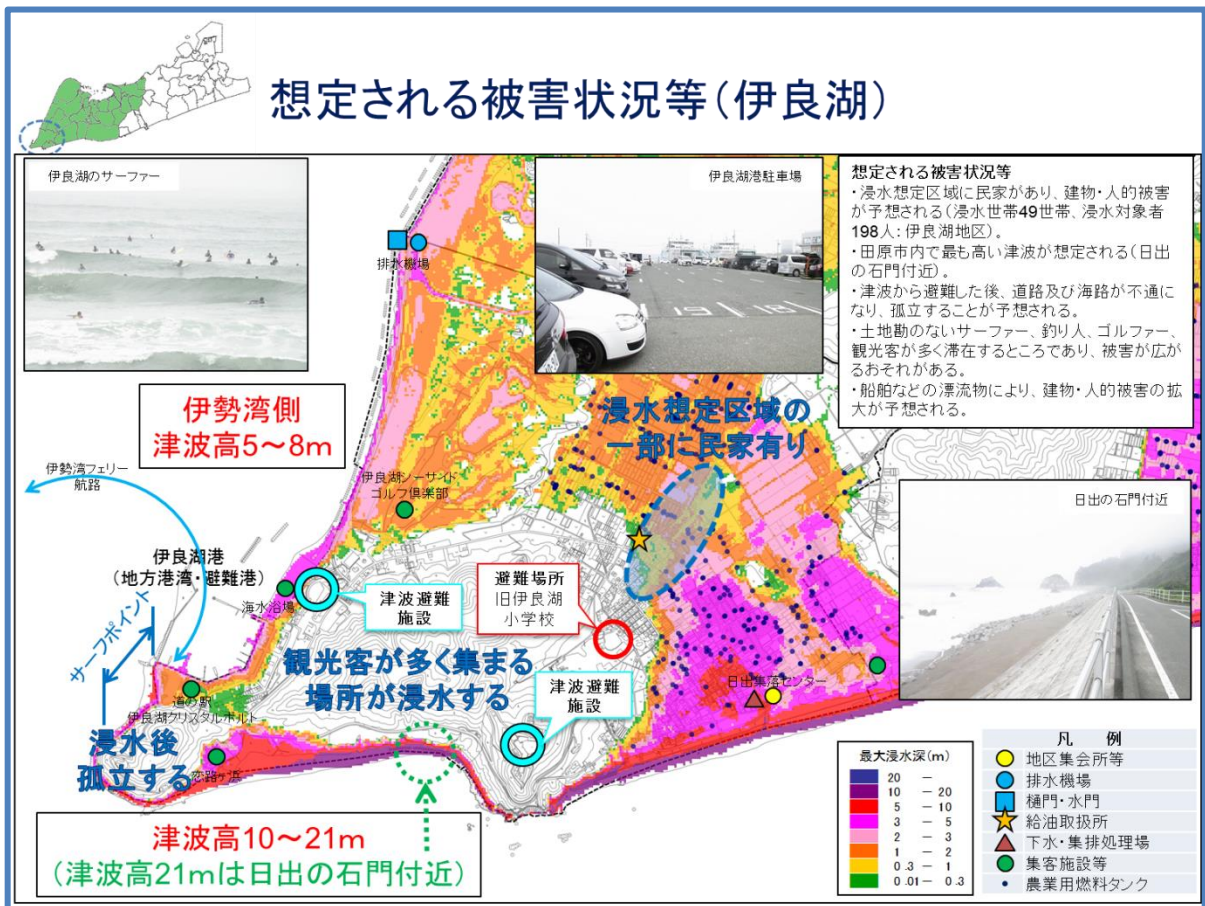 想定される被害状況等（伊良湖）
伊良湖のサーファー
伊良湖港駐車場
想定される被害状況等
・浸水想定区域に民家があり、建物・人的被害
が予想される（浸水世帯49世帯、浸水対象者
198人：伊良湖地区）。
・田原市内で最も高い津波が想定される（日出
の石門付近）。
・津波から避難した後、道路及び海路が不通に
なり、孤立することが予想される。
・土地勘のないサーファー、釣り人、ゴルファー、
観光客が多く滞在するところであり、被害が広が
るおそれがある。
・船舶などの漂流物により、建物・人的被害の拡
大が予想される。
排水機場
19
18
伊勢湾側
津波高5～8m
浸水想定区域の
一部に民家有り
伊勢湾フェリー
航路
伊良湖シーサイド
ゴルフ倶楽部
日出の石門付近
伊良湖港
（地方港湾・避難港）
海水浴場
津波避難
施設
避難場所
旧伊良湖
小学校
サーフポイント
観光客が多く集まる
場所が浸水する
津波避難
施設
日出集落センター
道の駅
伊良湖クリスタルポルト
浸水後
孤立する
恋路ヶ浜
津波高10～21m
（津波高21mは日出の石門付近）
最大浸水深(m)
20 －
10 － 20
5 － 10
3 － 5
2 － 3
1 － 2
0.3 － 1
0.01 － 0.3
凡 例
地区集会所等
排水機場
樋門・水門
給油取扱所
下水・集排処理場
集客施設等
農業用燃料タンク